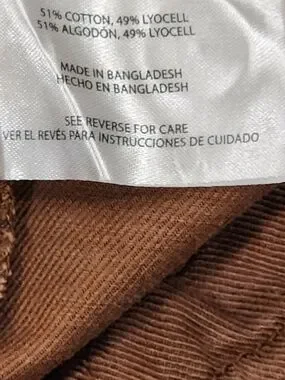 51% COTTON, 49% LYOCELL
51% ALGODÓN, 49% LYOCELL
MADE IN BANGLADESH
HECHO EN BANGLADESH
SEE REVERSE FOR CARE
VER EL REVÉS PARA INSTRUCCIONES DE CUIDADO